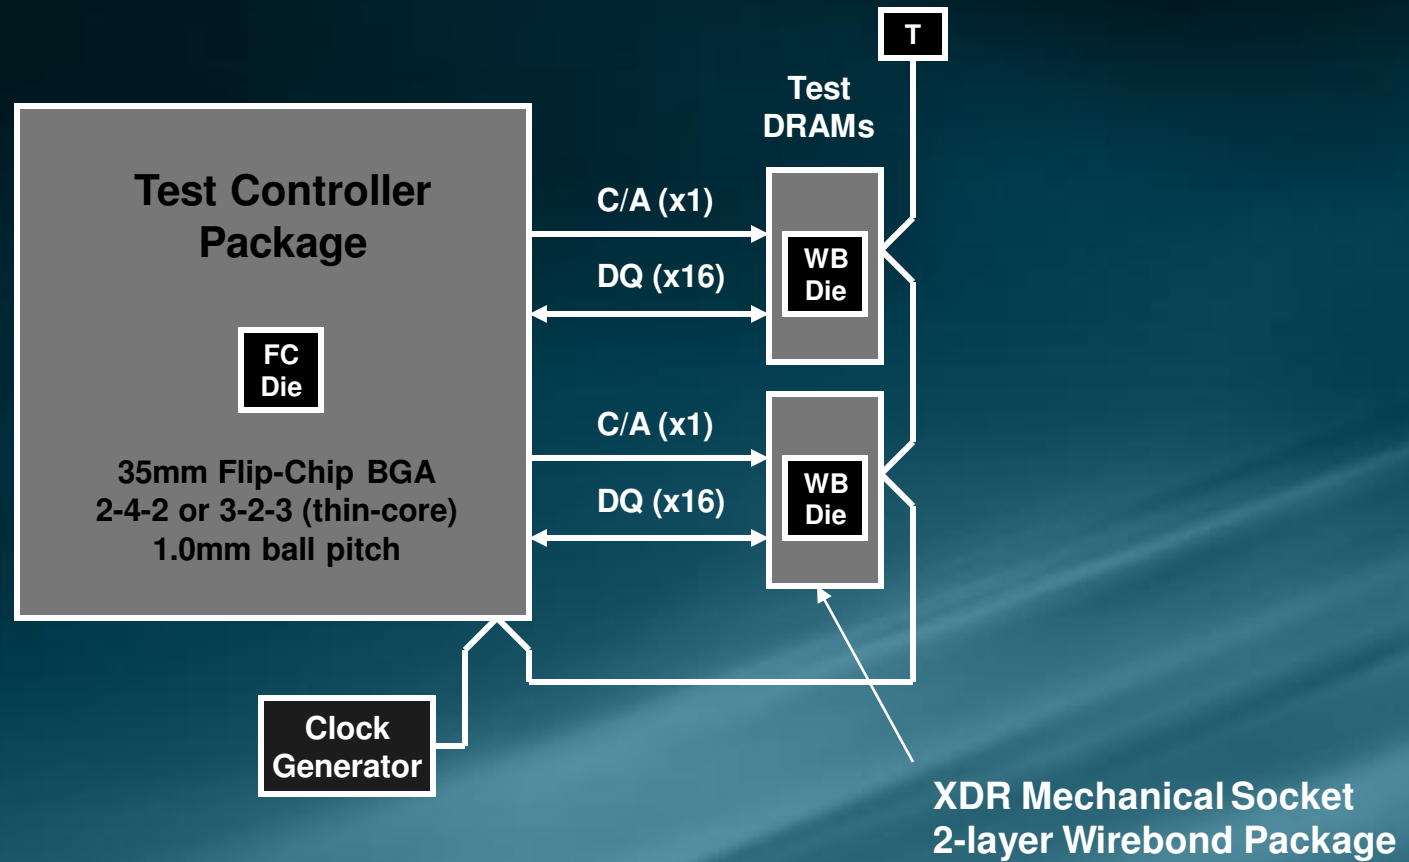 T
Test
DRAMs
Test Controller
Package
C/A (x1)
DQ (x16)
WB
Die
FC
Die
C/A (x1)
DQ (x16)
WB
Die
35mm Flip-Chip BGA
2-4-2 or 3-2-3 (thin-core)
1.0mm ball pitch
Clock
Generator
XDR Mechanical Socket
2-layer Wirebond Package